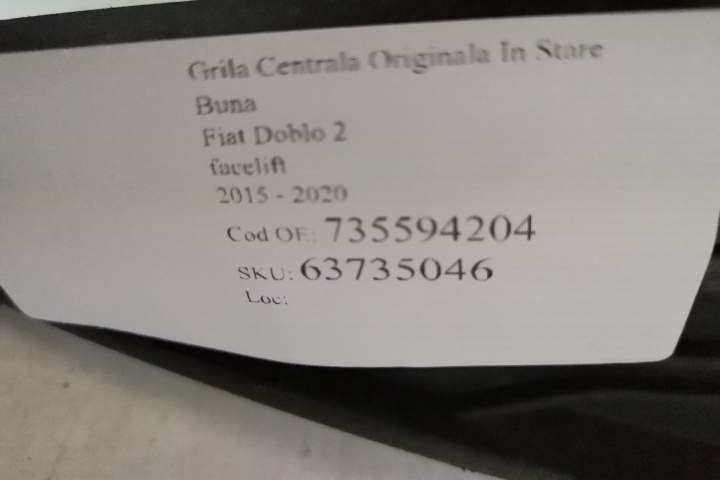 Grila Centrala Originala In Stare
Buna
Fiat Doblo 2
facelift
2015 - 2020
Cod OE: 735594204
SKU: 63735046
Loc: